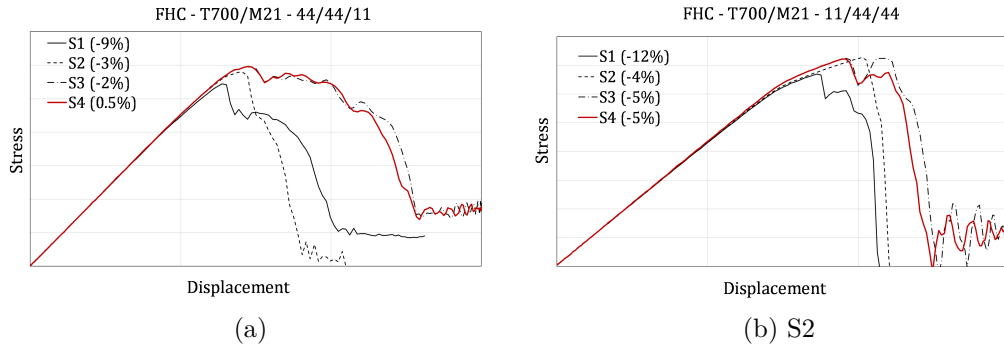 FHC - T700/M21 - 44/44/11
S1 (-9%)
S2 (-3%)
S3 (-2%)
S4 (0.5%)
Stress
Displacement
(a)
FHC - T700/M21 - 11/44/44
S1 (-12%)
S2 (-4%)
S3 (-5%)
S4 (-5%)
Stress
Displacement
(b) S2